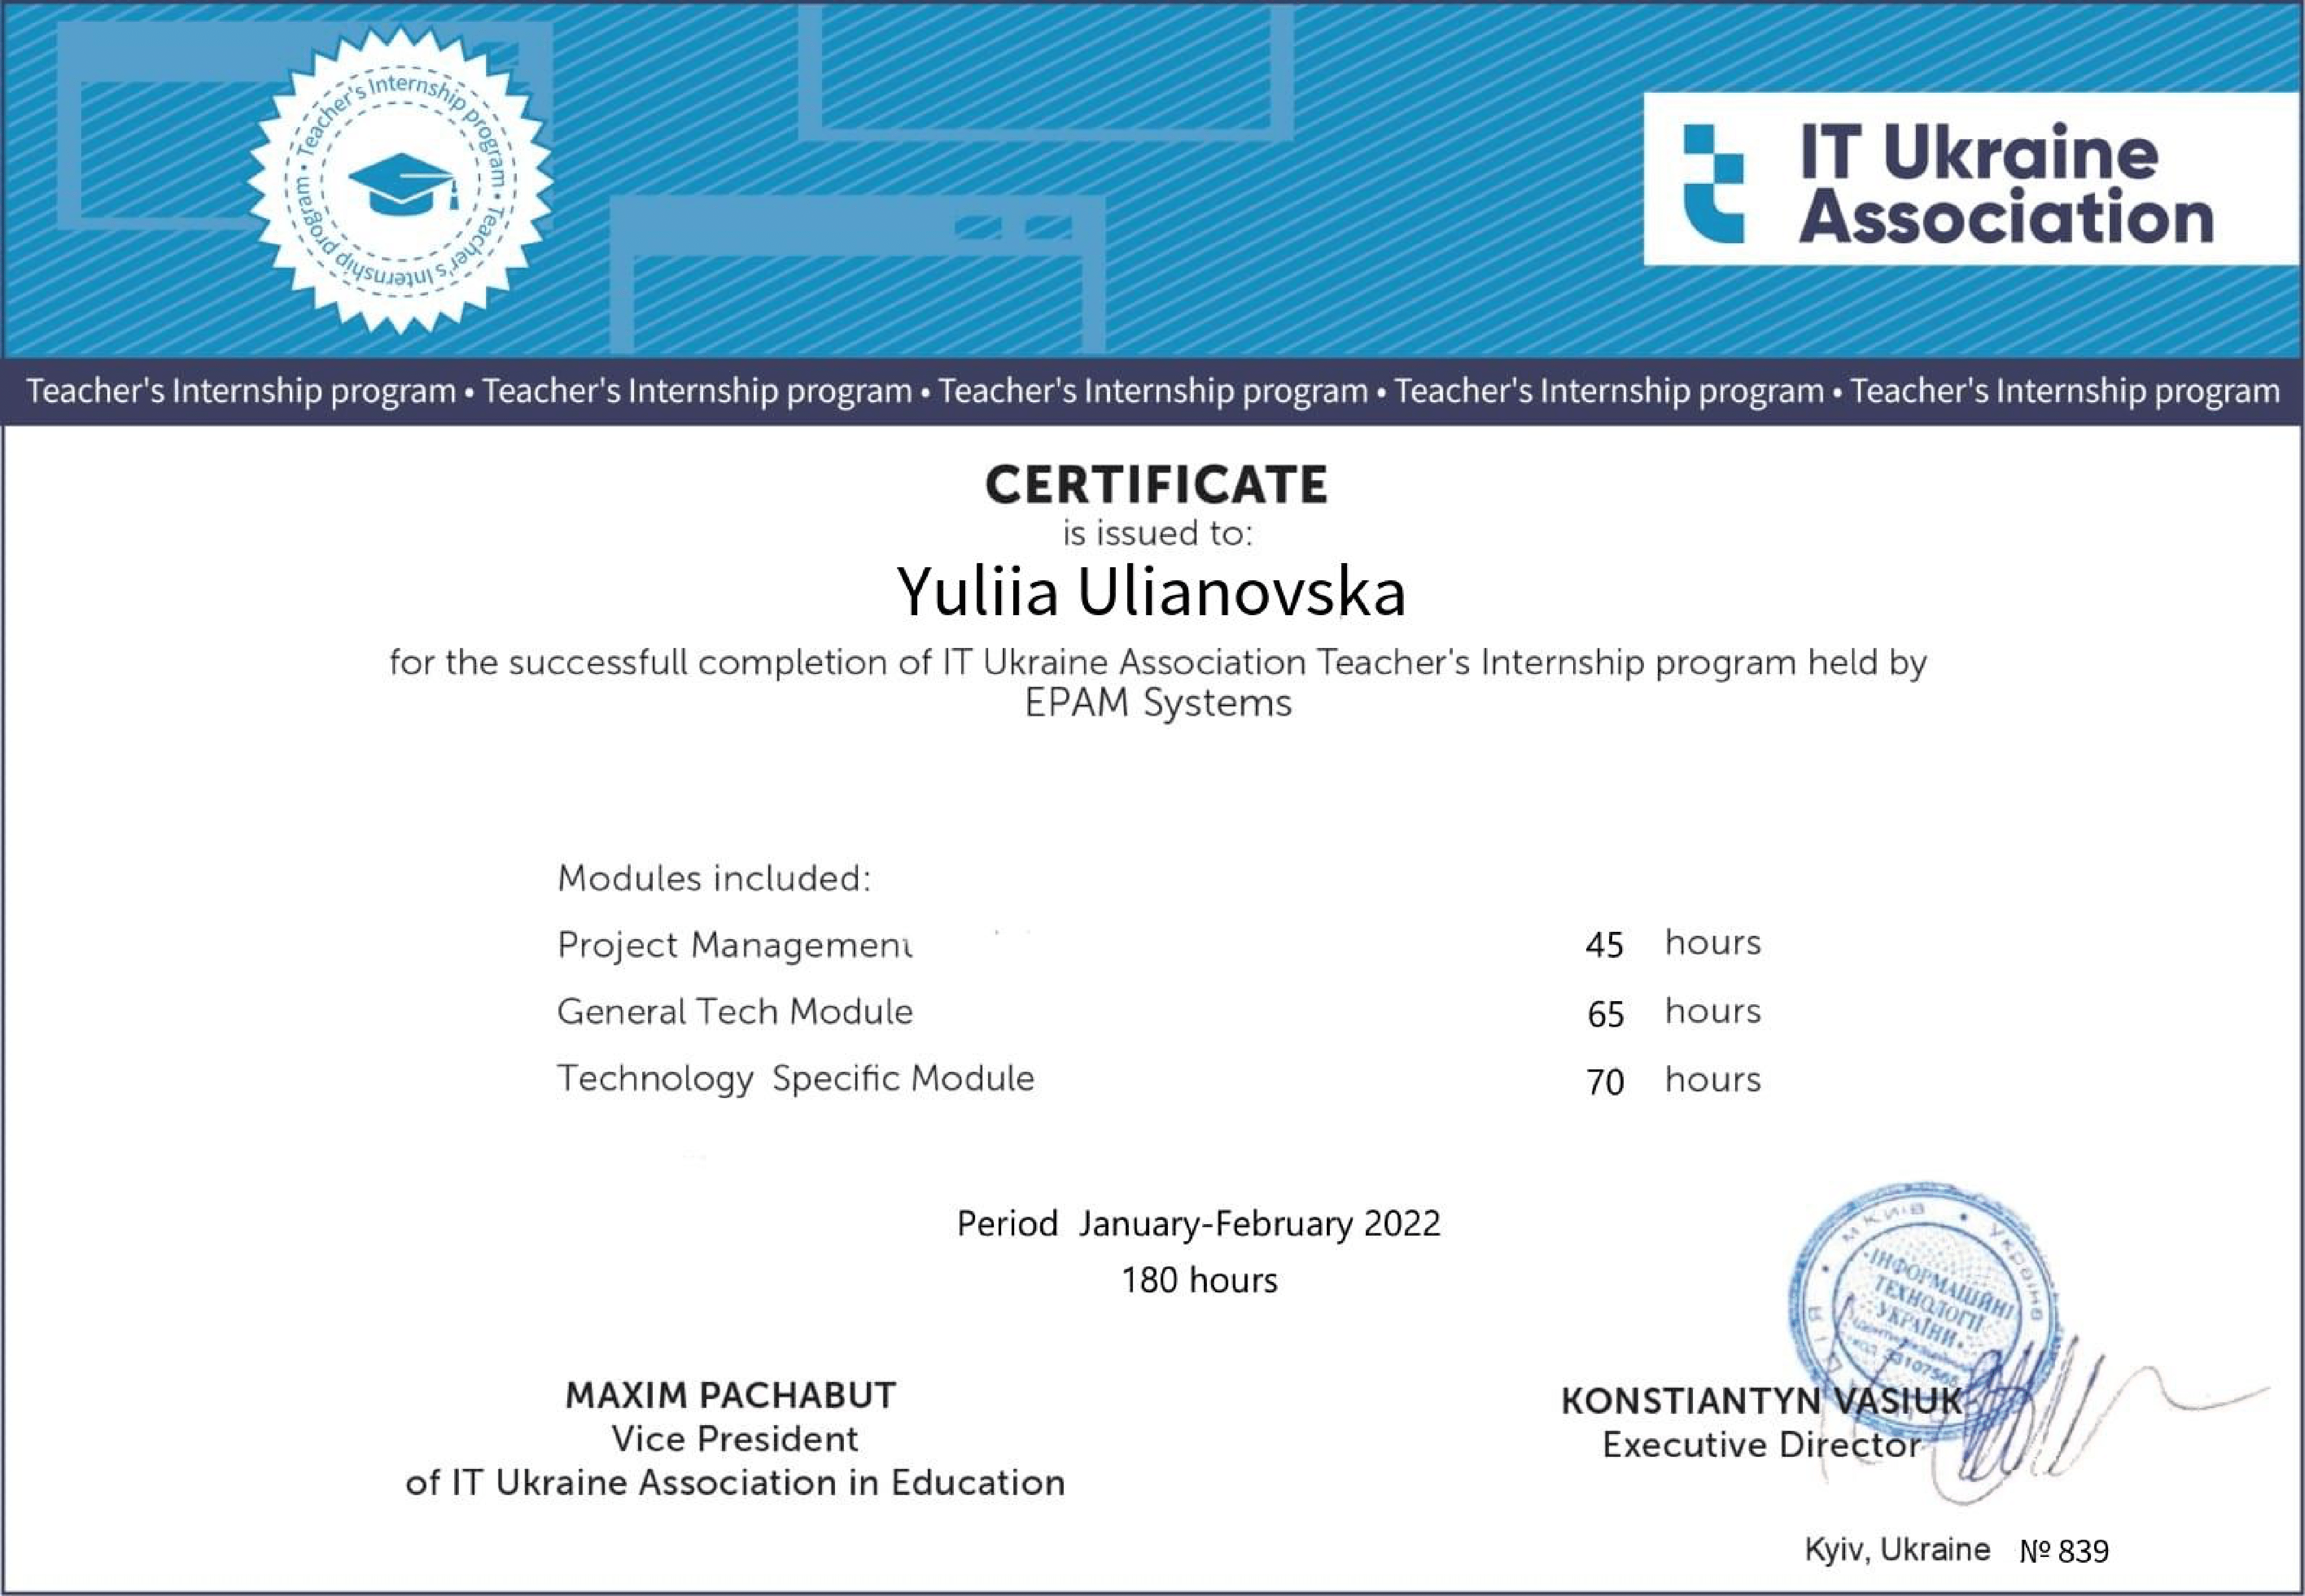 Teacher's Internship program • Teacher's Internship program •
IT Ukraine
Association
Teacher's Internship program • Teacher's Internship program • Teacher's Internship program • Teacher's Internship program • Teacher's Internship program
CERTIFICATE
is issued to:
Yuliia Ulianovska
for the successfull completion of IT Ukraine Association Teacher's Internship program held by
EPAM Systems
Modules included:
Project Management 45 hours
General Tech Module 65 hours
Technology Specific Module 70 hours
Period January-February 2022
180 hours
м.Київ • Україна
ІНФОРМАЦІЙНІ
ТЕХНОЛОГІЇ
УКРАЇНИ
MAXIM PACHABUT
Vice President
of IT Ukraine Association in Education
KONSTIANTYN VASIUK
Executive Director
Kyiv, Ukraine № 839